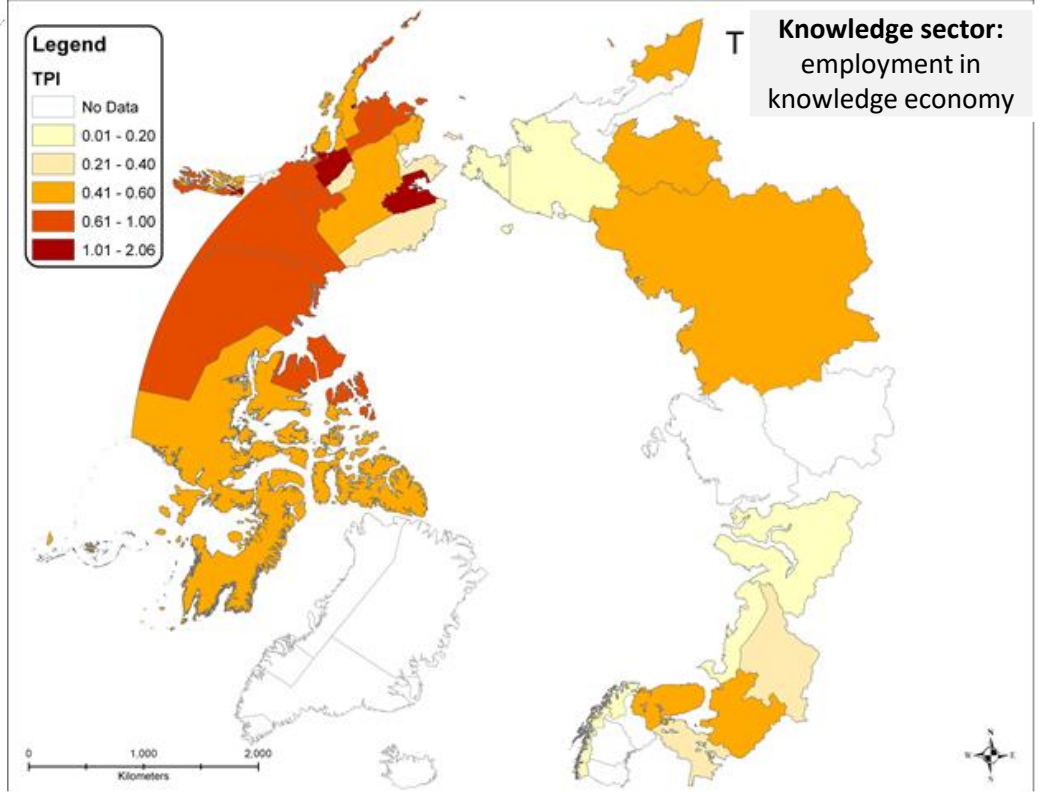 Legend
TPI
No Data
0.01 - 0.20
0.21 - 0.40
0.41 - 0.60
0.61 - 1.00
1.01 - 2.06
T
Knowledge sector:
employment in
knowledge economy
0 1,000 2,000
Kilometers
N
W E
S